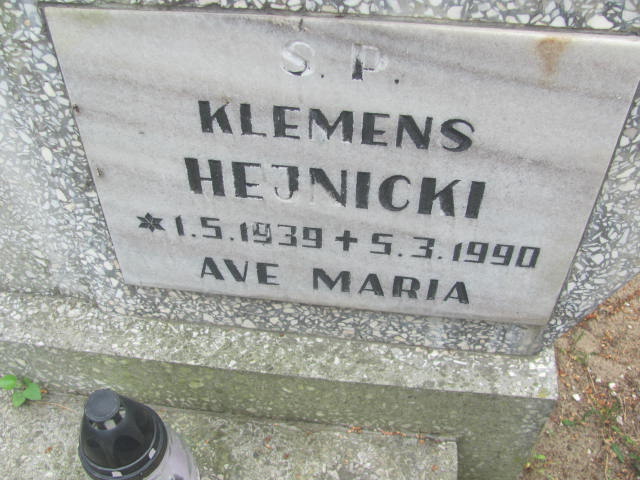 S. P.
KLEMENS
HEJNICKI
* 1.5.1939 + 5.3.1990
AVE MARIA